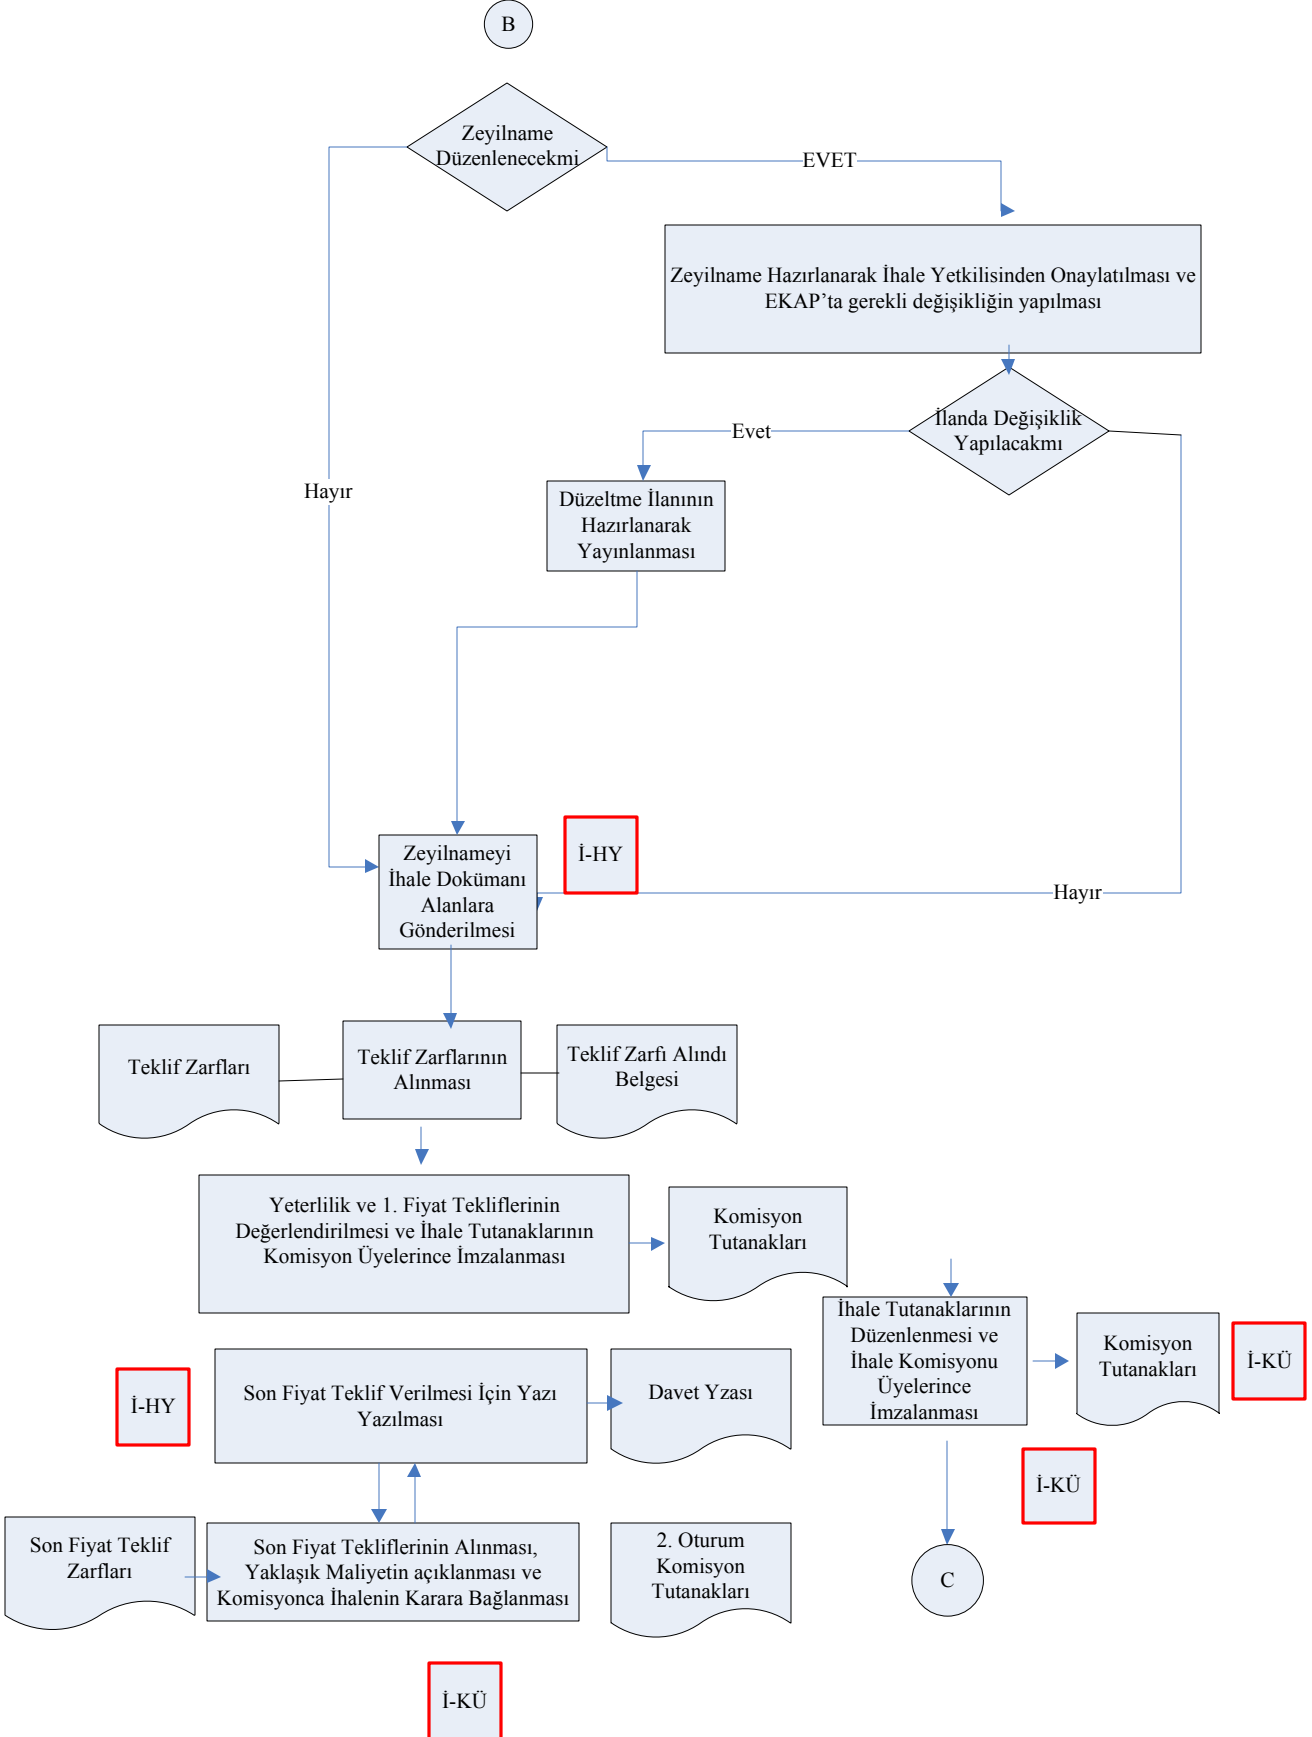 B
Zeyilname
Düzenlenecekmi
EVET
Zeyilname Hazırlanarak İhale Yetkilisinden Onaylatılması ve
EKAP’ta gerekli değişikliğin yapılması
İlanda Değişiklik
Yapılacakmı
Evet
Hayır
Düzeltme İlanının
Hazırlanarak
Yayınlanması
Zeyilnameyi
İhale Dokümanı
Alanlara
Gönderilmesi
İ-HY
Hayır
Teklif Zarfları
Teklif Zarflarının
Alınması
Teklif Zarfı Alındı
Belgesi
Yeterlilik ve 1. Fiyat Tekliflerinin
Değerlendirilmesi ve İhale Tutanaklarının
Komisyon Üyelerince İmzalanması
Komisyon
Tutanakları
İhale Tutanaklarının
Düzenlenmesi ve
İhale Komisyonu
Üyelerince
İmzalanması
Komisyon
Tutanakları
İ-KÜ
İ-HY
Son Fiyat Teklif Verilmesi İçin Yazı
Yazılması
Davet Yzası
İ-KÜ
Son Fiyat Teklif
Zarfları
Son Fiyat Tekliflerinin Alınması,
Yaklaşık Maliyetin açıklanması ve
Komisyonca İhalenin Karara Bağlanması
2. Oturum
Komisyon
Tutanakları
C
İ-KÜ